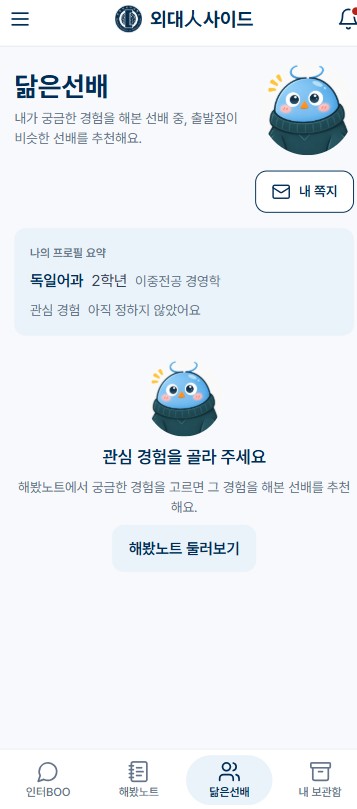 외대人사이드
닮은선배
내가 궁금한 경험을 해본 선배 중, 출발점이
비슷한 선배를 추천해요.
내 쪽지
나의 프로필 요약
독일어과 2학년 이중전공 경영학
관심 경험 아직 정하지 않았어요
관심 경험을 골라 주세요
해봤노트에서 궁금한 경험을 고르면 그 경험을 해본 선배를 추천
해요.
해봤노트 둘러보기
인터BOO 해봤노트 닮은선배 내 보관함